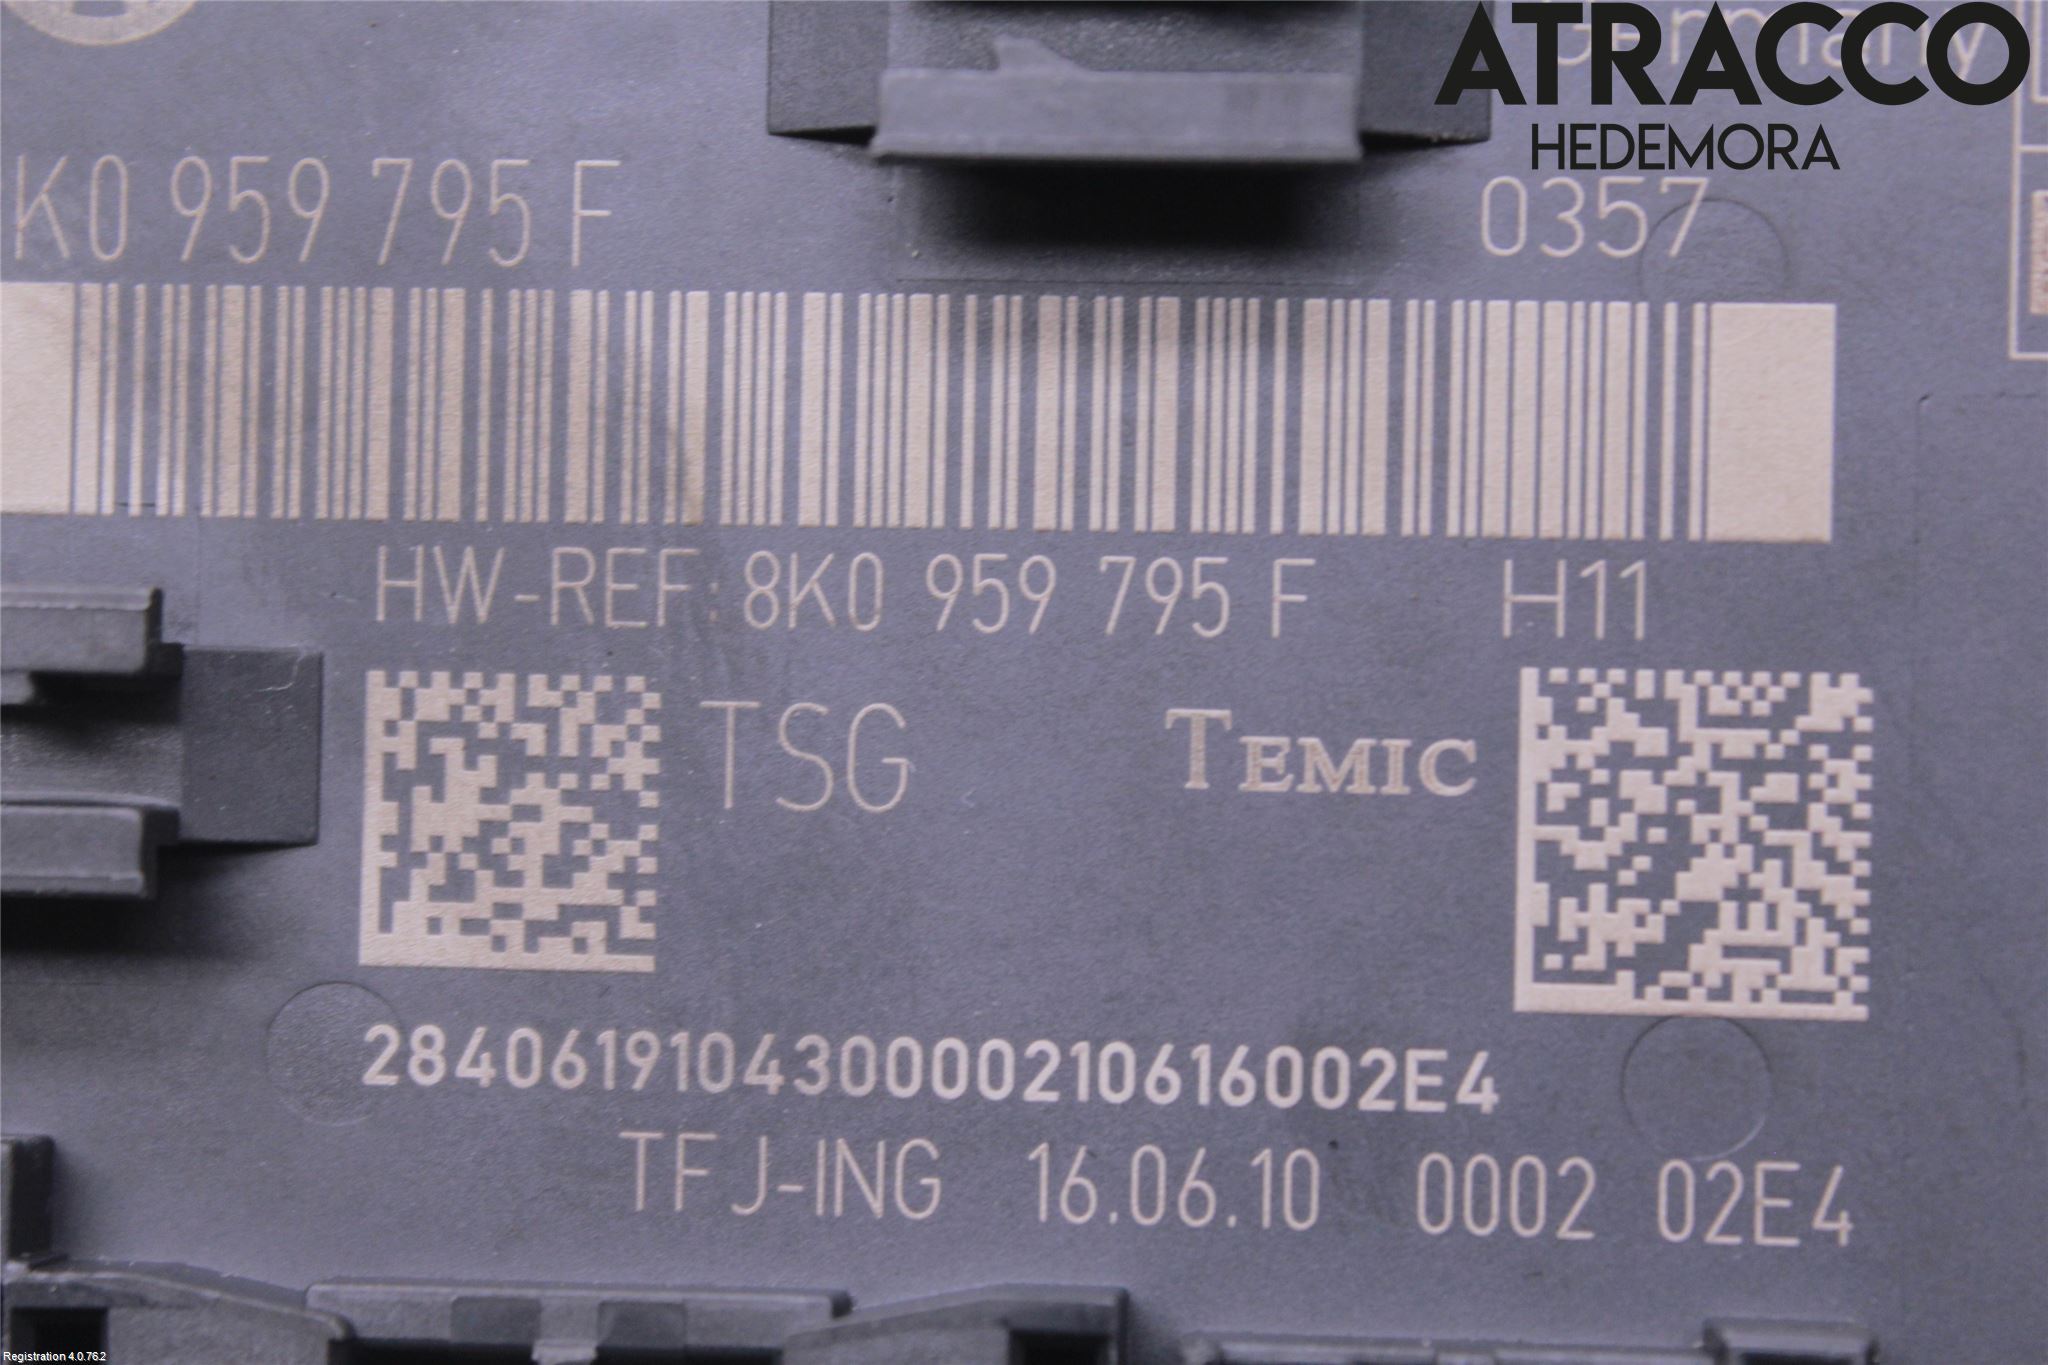 ATRACCO
HEDEMORA
K0 959 795 F
0357
HW-REF: 8K0 959 795 F H11
TSG
TEMIC
284061910430000210616002E4
TFJ-ING 16.06.10 0002 02E4
Registration 4.0.76.2